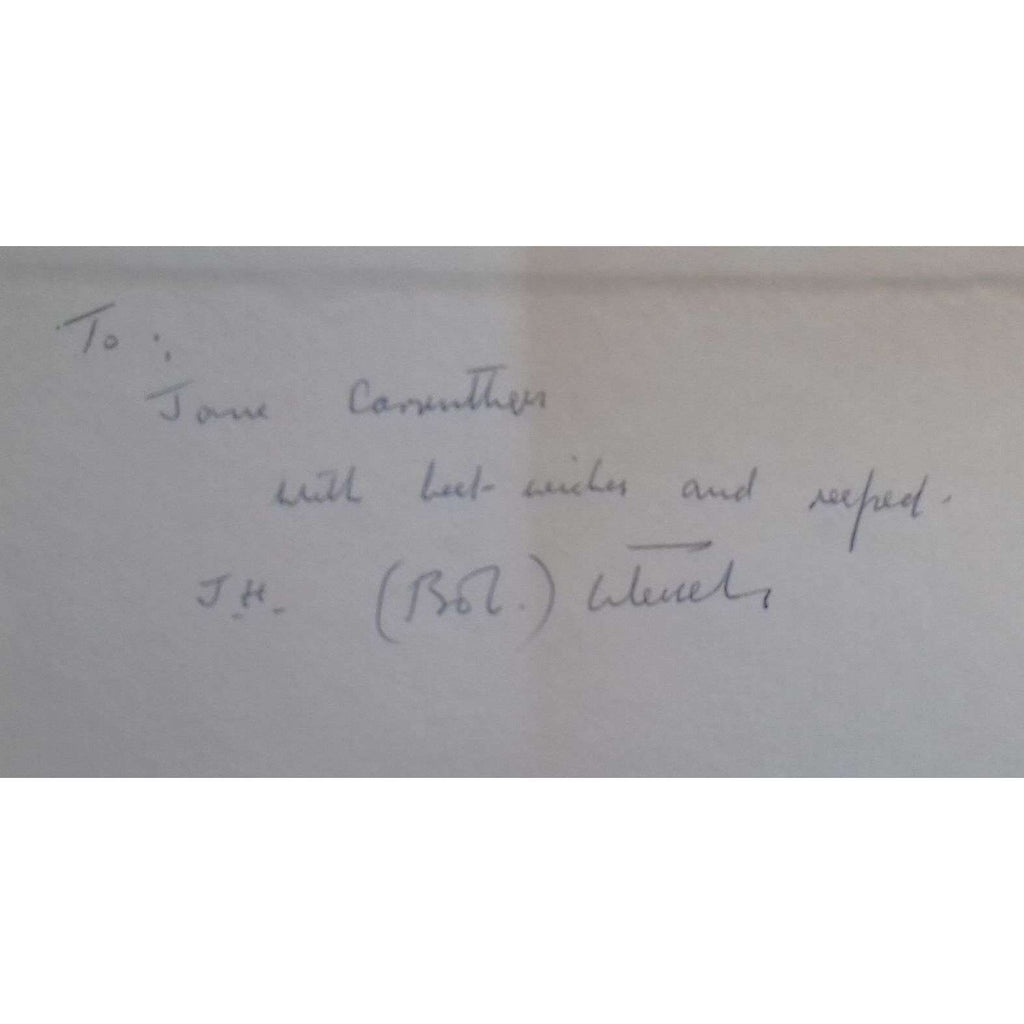 To :
Jane Carruthers
with best wishes and respect.
J.H. (Bob.)